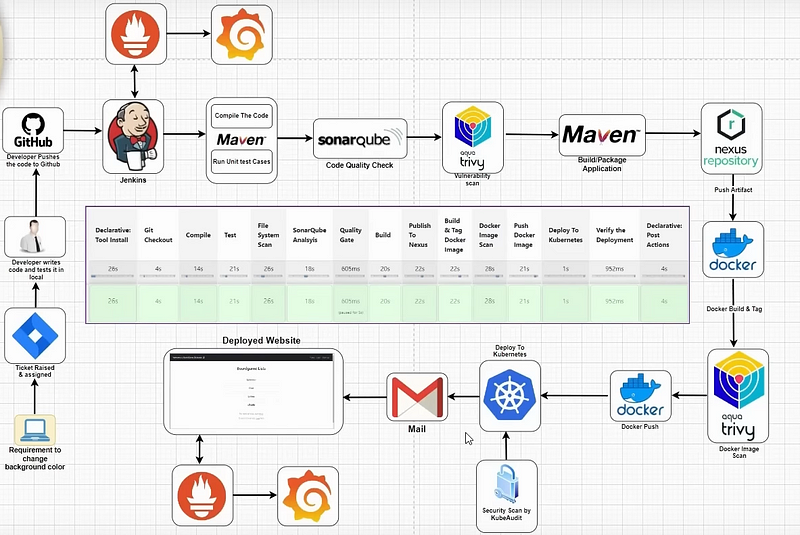 GitHub
Developer Pushes
the code to Github
Jenkins
Compile The Code
Maven
Run Unit test Cases
sonarqube
Code Quality Check
aqua
trivy
Vulnerability
scan
Maven
Build/Package
Application
nexus
repository
Push Artifact
docker
Docker Build & Tag
Developer writes
code and tests it in
local
Ticket Raised
& assigned
Requirement to
change
background color
Declarative:
Tool Install
Git
Checkout
Compile
Test
File
System
Scan
SonarQube
Analsyis
Quality
Gate
Build
Publish
To
Nexus
Build
& Tag
Docker
Image
Docker
Image
Scan
Push
Docker
Image
Deploy To
Kubernetes
Verify the
Deployment
Declarative:
Post
Actions
28s 4s 14s 21s 26s 18s 605ms 20s 22s 22s 28s 21s 1s 952ms 4s
26s 4s 14s 21s 26s 18s 605ms 20s 22s 22s 28s 21s 1s 952ms 4s
Deployed Website
Mail
Deploy To
Kubernetes
docker
Docker Push
aqua
trivy
Docker Image
Scan
Security Scan by
KubeAudit